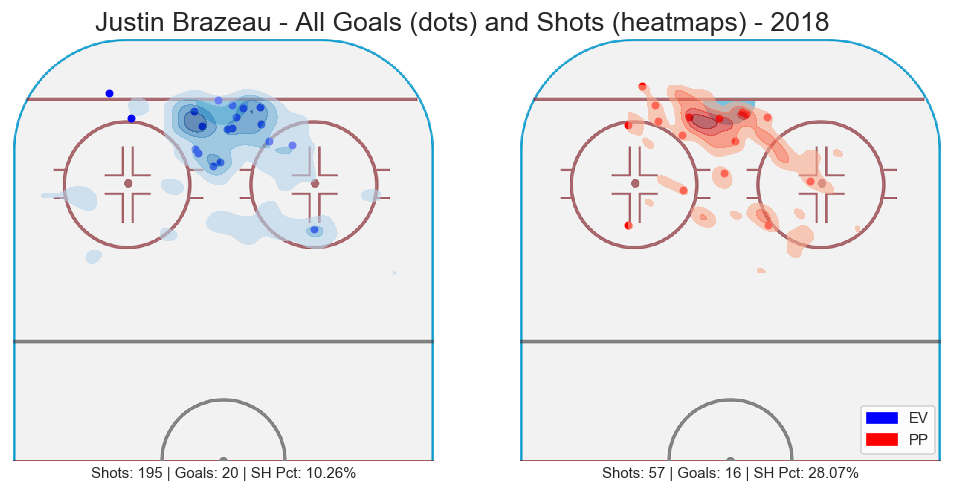 Justin Brazeau - All Goals (dots) and Shots (heatmaps) - 2018
EV
PP
Shots: 195 | Goals: 20 | SH Pct: 10.26%
Shots: 57 | Goals: 16 | SH Pct: 28.07%